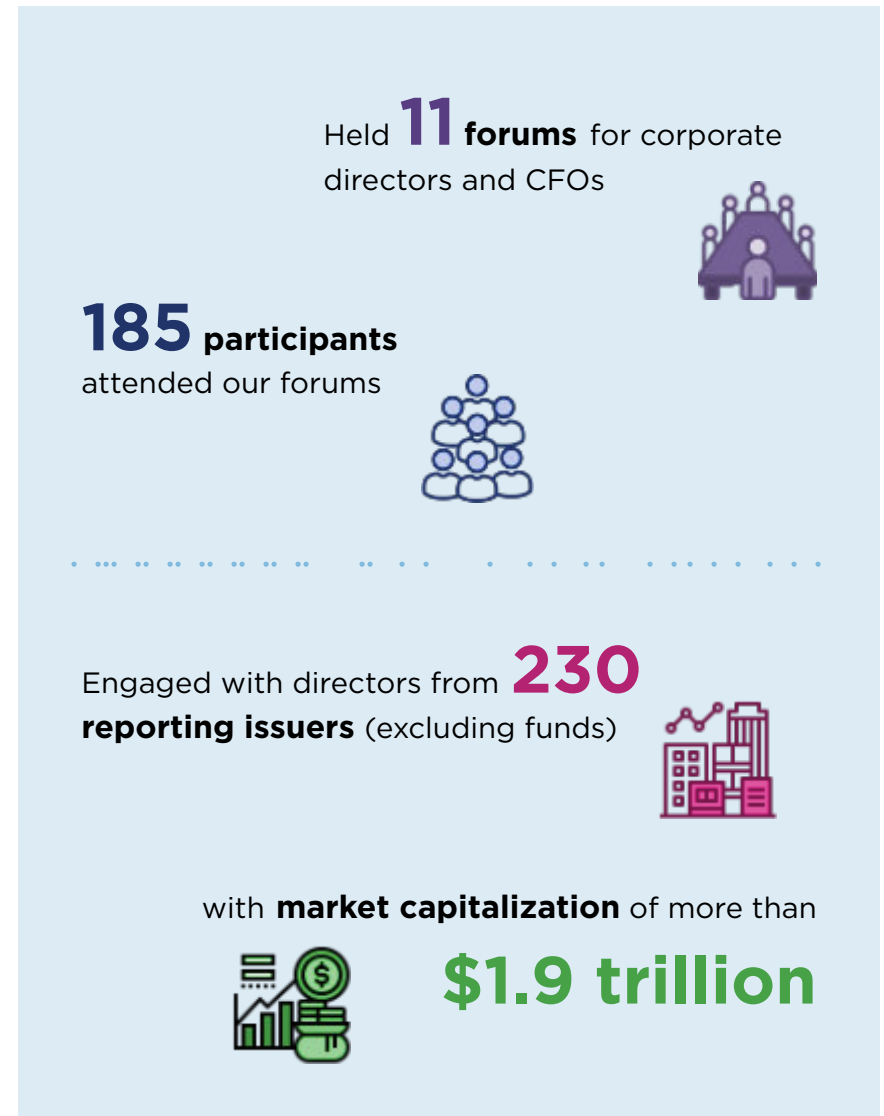 Held 11 forums for corporate
directors and CFOs
185 participants
attended our forums
Engaged with directors from 230
reporting issuers (excluding funds)
with market capitalization of more than
$1.9 trillion